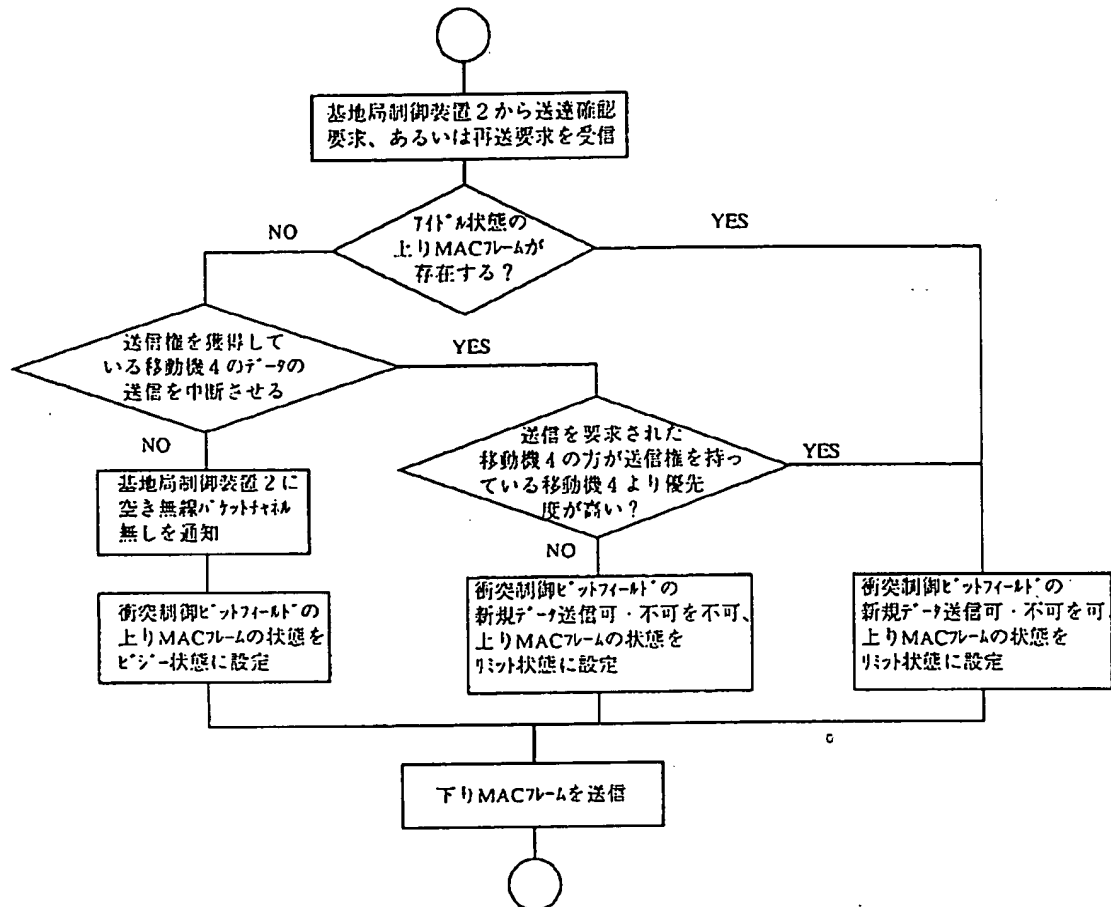 基地局制御装置2から送達確認
要求、あるいは再送要求を受信
ｱｲﾄﾞﾙ状態の
上りMACﾌﾚｰﾑが
存在する？
NO
YES
送信権を獲得して
いる移動機4のﾃﾞｰﾀの
送信を中断させる
YES
NO
送信を要求された
移動機4の方が送信権を持っ
ている移動機4より優先
度が高い？
YES
NO
基地局制御装置2に
空き無線ﾊﾟｹｯﾄﾁｬﾈﾙ
無しを通知
衝突制御ﾋﾞｯﾄﾌｨｰﾙﾄﾞの
上りMACﾌﾚｰﾑの状態を
ﾋﾞｼﾞｰ状態に設定
衝突制御ﾋﾞｯﾄﾌｨｰﾙﾄﾞの
新規ﾃﾞｰﾀ送信可・不可を不可、
上りMACﾌﾚｰﾑの状態を
ﾘﾐｯﾄ状態に設定
衝突制御ﾋﾞｯﾄﾌｨｰﾙﾄﾞの
新規ﾃﾞｰﾀ送信可・不可を可、
上りMACﾌﾚｰﾑの状態を
ﾘﾐｯﾄ状態に設定
下りMACﾌﾚｰﾑを送信